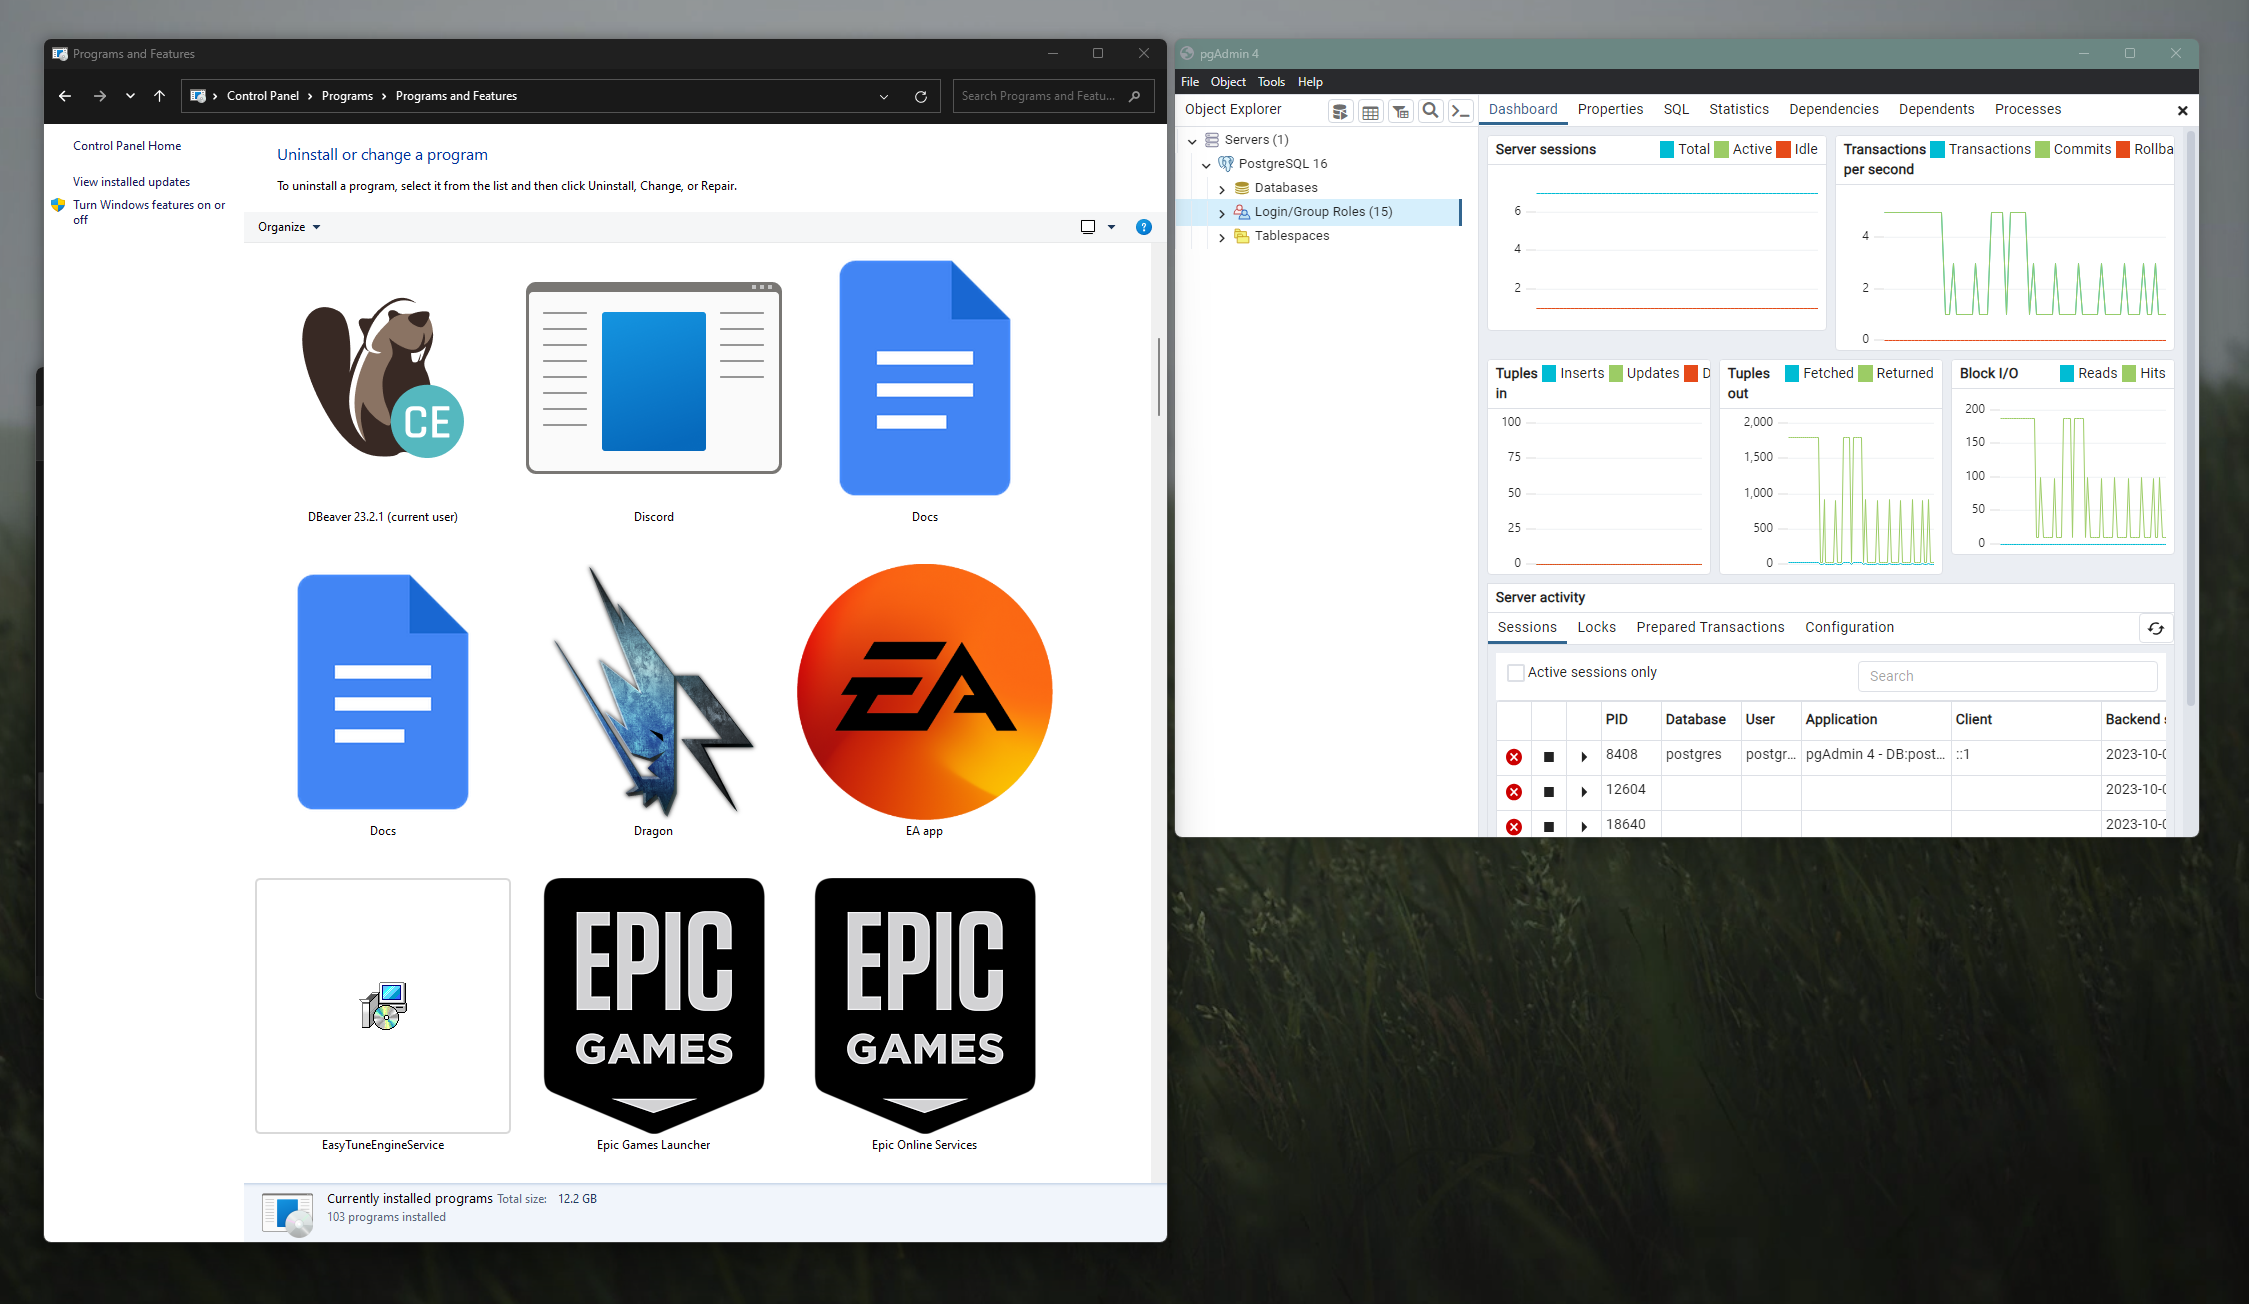 Programs and Features
Control Panel
Programs
Programs and Features
Search Programs and Featu...
Control Panel Home
View installed updates
Turn Windows features on or
off
Uninstall or change a program
To uninstall a program, select it from the list and then click Uninstall, Change, or Repair.
Organize
?
CE
DBeaver 23.2.1 (current user)
Discord
Docs
Docs
Dragon
EA
EA app
EasyTuneEngineService
EPIC
GAMES
Epic Games Launcher
EPIC
GAMES
Epic Online Services
Currently installed programs Total size: 12.2 GB
103 programs installed
pgAdmin 4
File Object Tools Help
Object Explorer
Servers (1)
PostgreSQL 16
Databases
Login/Group Roles (15)
Tablespaces
Dashboard Properties SQL Statistics Dependencies Dependents Processes
Server sessions Total Active Idle
6
4
2
Transactions
per second
Transactions Commits Rollba
4
2
0
Tuples
in
Inserts Updates D
100
75
50
25
0
Tuples
out
Fetched Returned
2,000
1,500
1,000
500
0
Block I/O Reads Hits
200
150
100
50
0
Server activity
Sessions Locks Prepared Transactions Configuration
Active sessions only
Search
PID Database User Application Client Backend s
8408 postgres postgr... pgAdmin 4 - DB:post... ::1 2023-10-0
12604 2023-10-0
18640 2023-10-0